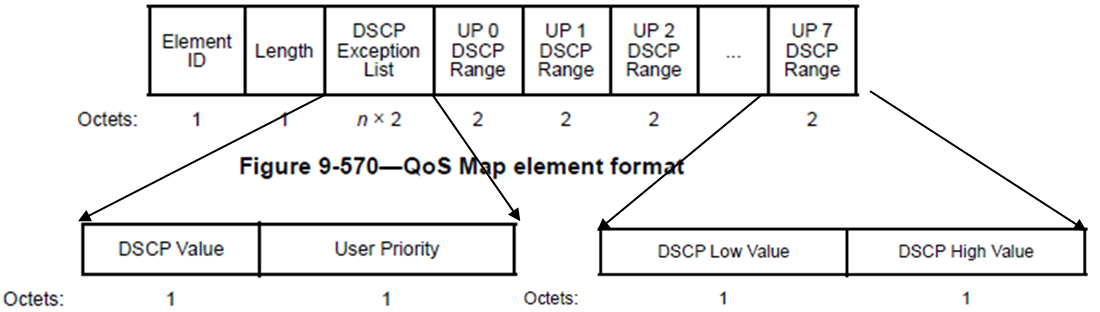 Element ID Length DSCP Exception List UP 0 DSCP Range UP 1 DSCP Range UP 2 DSCP Range ... UP 7 DSCP Range
Octets: 1 1 n × 2 2 2 2 2
Figure 9-570—QoS Map element format
DSCP Value User Priority DSCP Low Value DSCP High Value
Octets: 1 1 Octets: 1 1